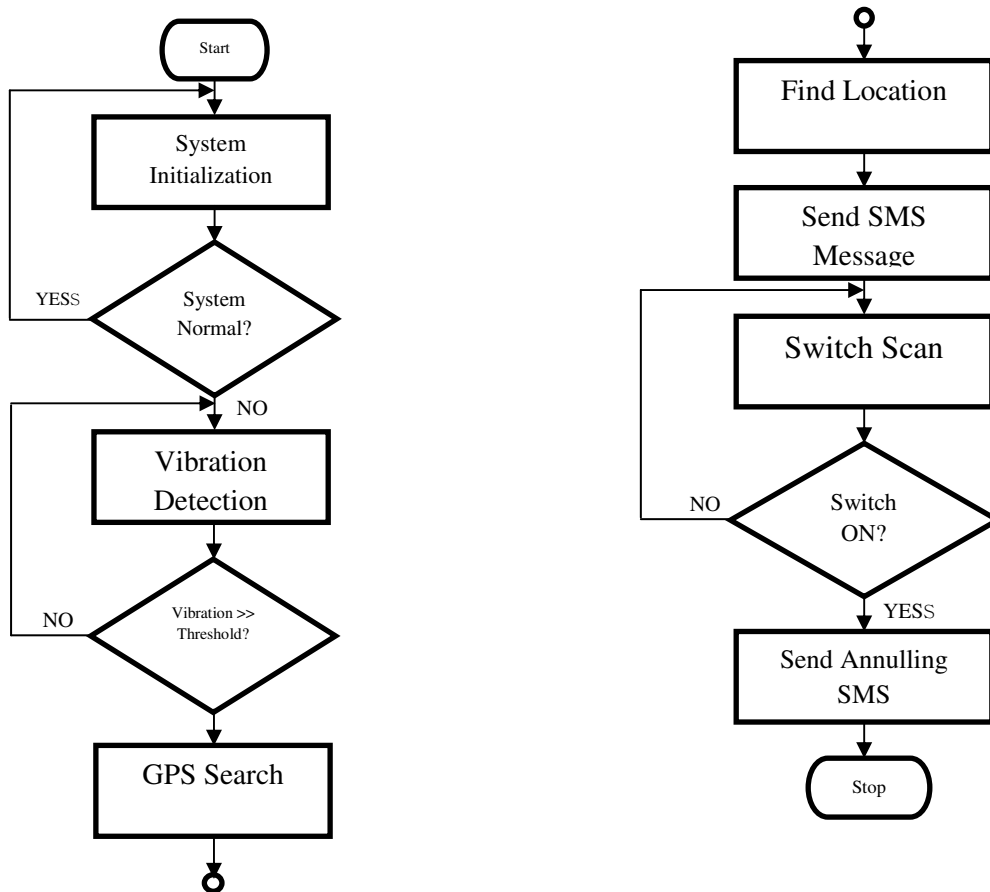 Start
System
Initialization
YESS
System
Normal?
NO
Vibration
Detection
NO
Vibration >>
Threshold?
GPS Search
Find Location
Send SMS
Message
Switch Scan
NO
Switch
ON?
YESS
Send Annulling
SMS
Stop